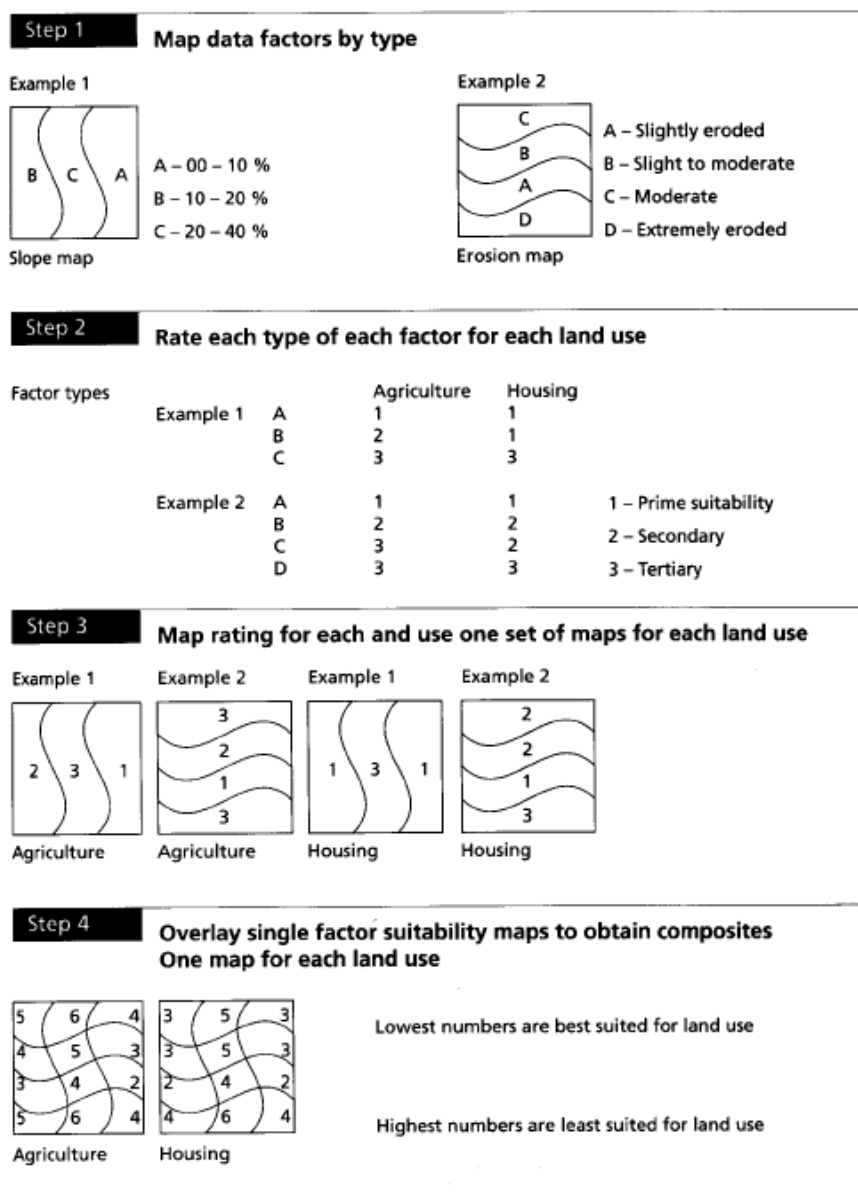 Step 1
Map data factors by type
Example 1
B C A
A – 00 – 10 %
B – 10 – 20 %
C – 20 – 40 %
Slope map
Example 2
C
B
A
D
A – Slightly eroded
B – Slight to moderate
C – Moderate
D – Extremely eroded
Erosion map
Step 2
Rate each type of each factor for each land use
Factor types
Agriculture Housing
Example 1 A 1 1
B 2 1
C 3 3
Example 2 A 1 1
B 2 2
C 3 2
D 3 3
1 – Prime suitability
2 – Secondary
3 – Tertiary
Step 3
Map rating for each and use one set of maps for each land use
Example 1
2 3 1
Agriculture
Example 2
3
2
1
3
Agriculture
Example 1
1 3 1
Housing
Example 2
2
2
1
3
Housing
Step 4
Overlay single factor suitability maps to obtain composites
One map for each land use
5 6 4
4 5 3
3 4 2
5 6 4
Agriculture
3 5 3
3 5 3
2 4 2
4 6 4
Housing
Lowest numbers are best suited for land use
Highest numbers are least suited for land use